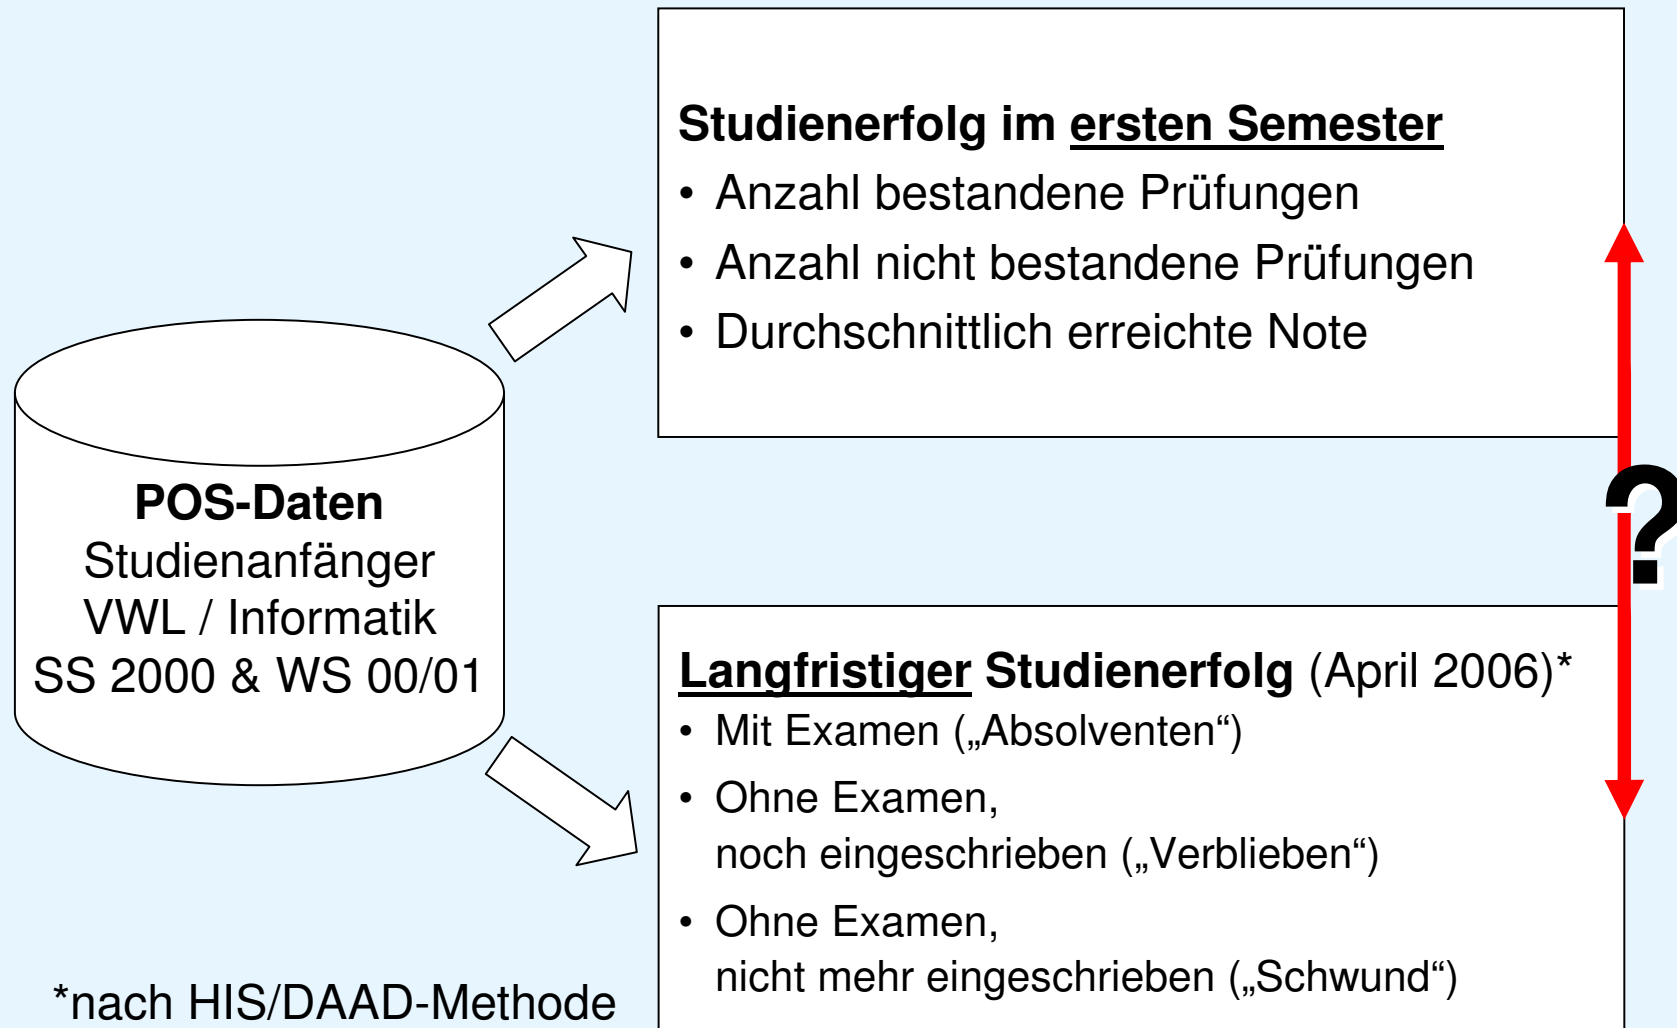 Studienerfolg im ersten Semester
• Anzahl bestandene Prüfungen
• Anzahl nicht bestandene Prüfungen
• Durchschnittlich erreichte Note
POS-Daten
Studienanfänger
VWL / Informatik
SS 2000 & WS 00/01
?
Langfristiger Studienerfolg (April 2006)*
• Mit Examen („Absolventen“)
• Ohne Examen,
noch eingeschrieben („Verblieben“)
• Ohne Examen,
nicht mehr eingeschrieben („Schwund“)
*nach HIS/DAAD-Methode